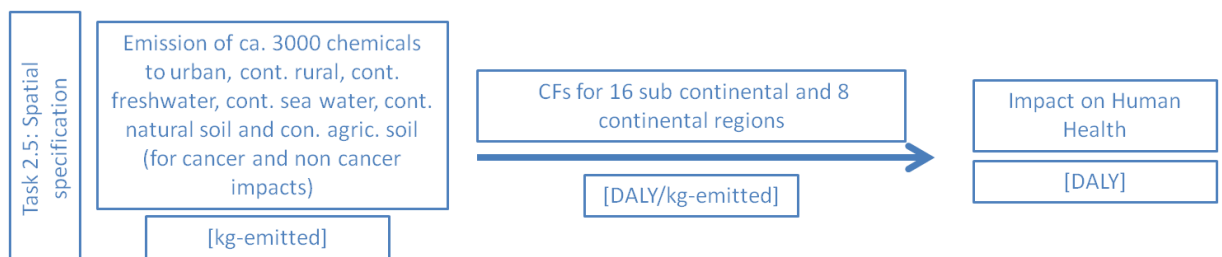 Task 2.5: Spatial
specification
Emission of ca. 3000 chemicals
to urban, cont. rural, cont.
freshwater, cont. sea water, cont.
natural soil and con. agric. soil
(for cancer and non cancer
impacts)
[kg-emitted]
CFs for 16 sub continental and 8
continental regions
[DALY/kg-emitted]
Impact on Human
Health
[DALY]